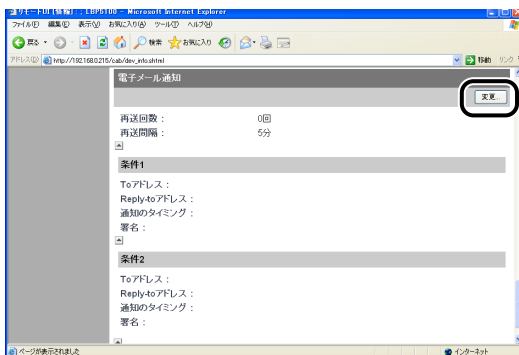 リモートUI [情報] : ; LBP5100 - Microsoft Internet Explorer
ファイル(F) 編集(E) 表示(V) お気に入り(A) ツール(T) ヘルプ(H)
戻る 検索 お気に入り
アドレス(D) http://192.168.0.215/cab/dev_info.shtml 移動 リンク
電子メール通知
変更...
再送回数： 0回
再送間隔： 5分
条件1
Toアドレス：
Reply-toアドレス：
通知のタイミング：
署名：
条件2
Toアドレス：
Reply-toアドレス：
通知のタイミング：
署名：
ページが表示されました インターネット